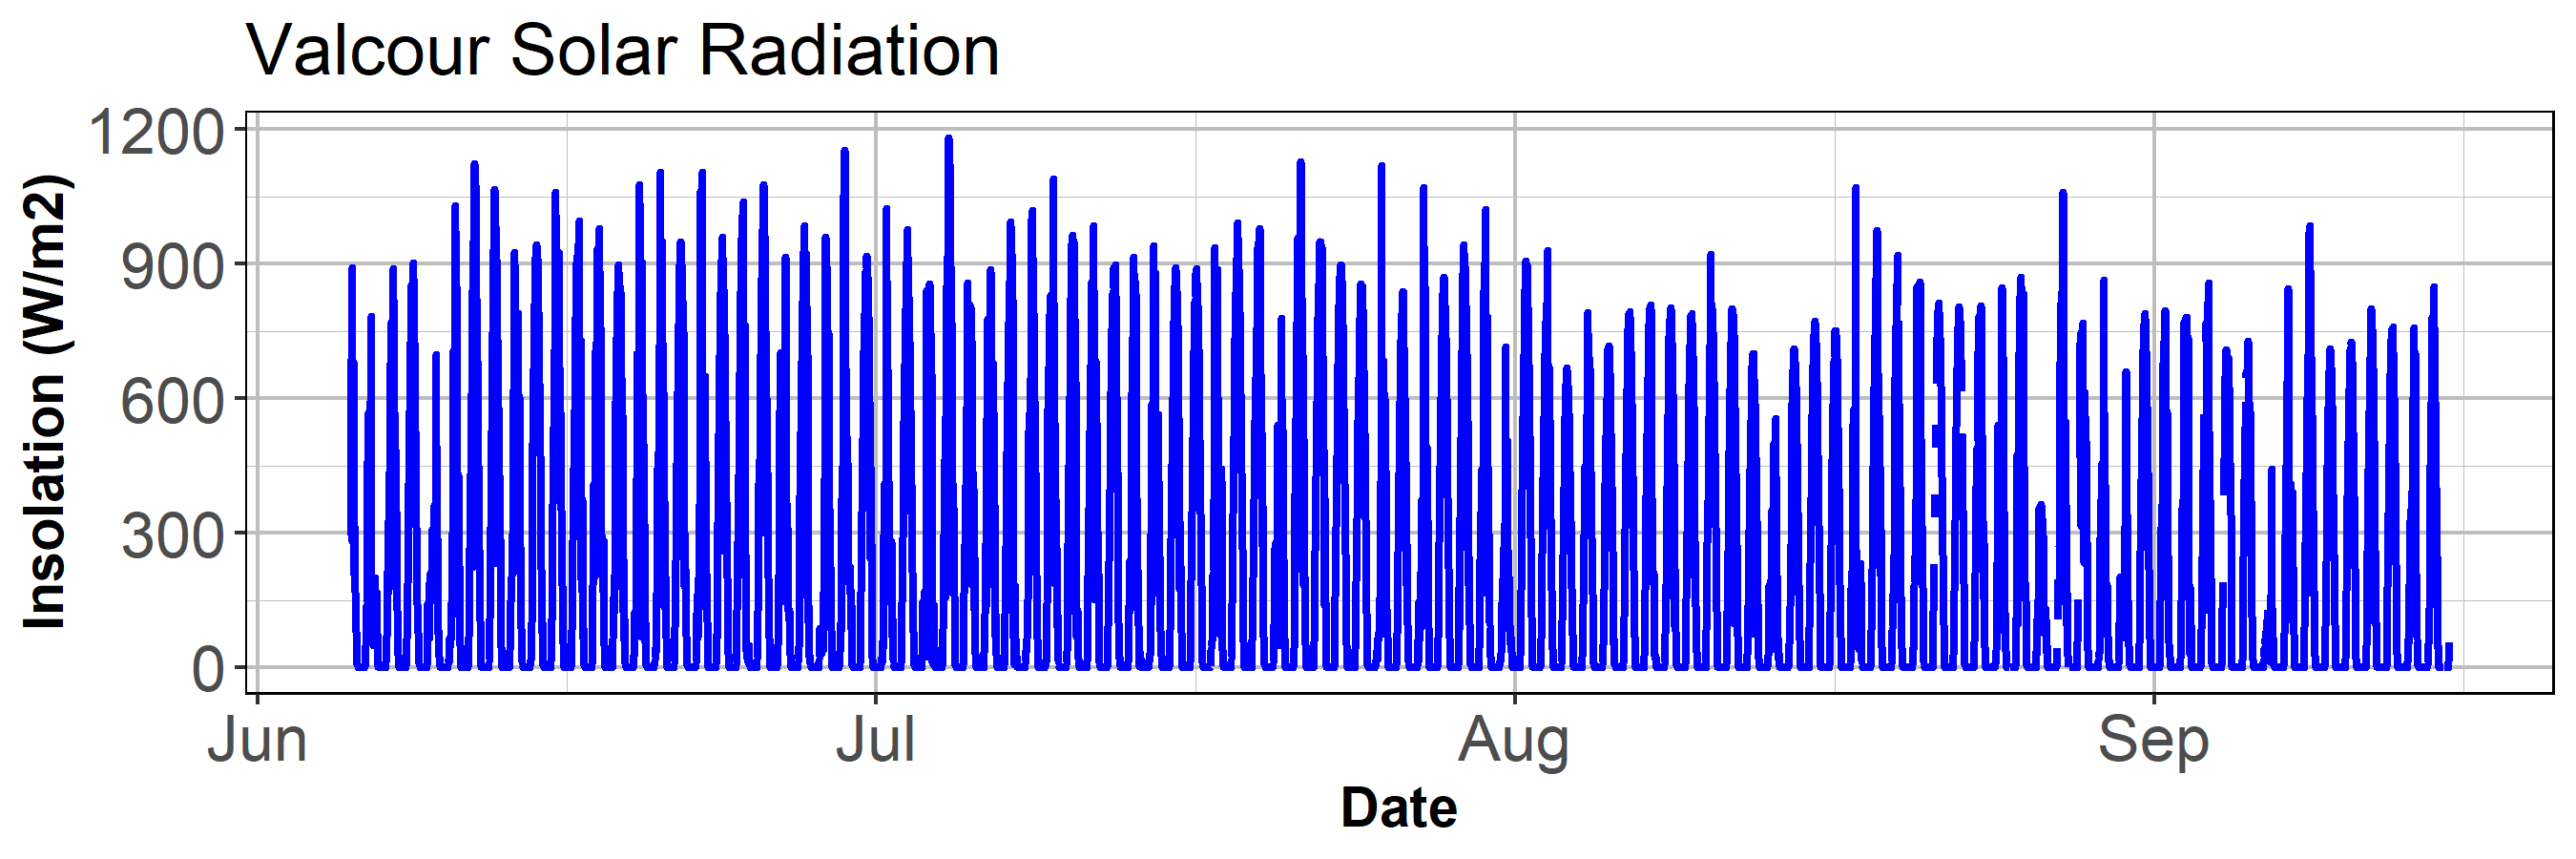 Valcour Solar Radiation
Insolation (W/m2)
1200
900
600
300
0
Jun
Jul
Aug
Sep
Date